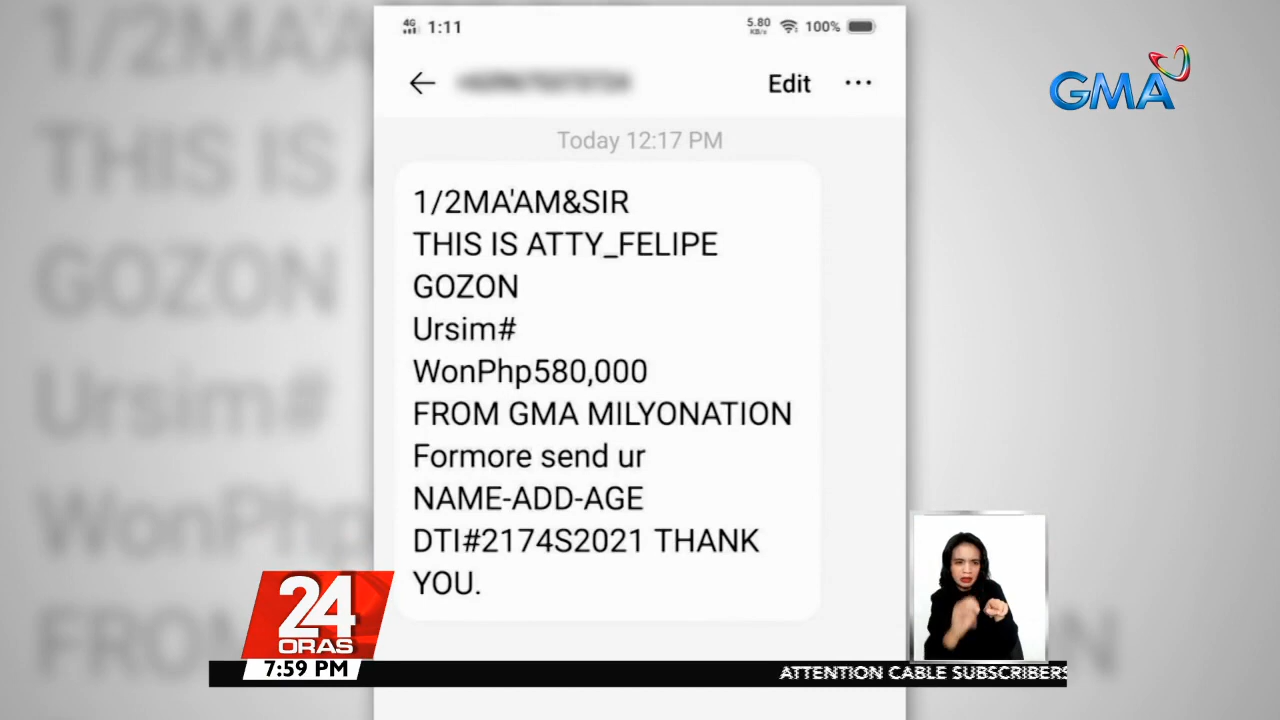 4G 1:11
5.80 KB/s 100%
Edit
Today 12:17 PM
1/2MA'AM&SIR
THIS IS ATTY_FELIPE
GOZON
Ursim#
WonPhp580,000
FROM GMA MILYONATION
Formore send ur
NAME-ADD-AGE
DTI#2174S2021 THANK
YOU.
GMA
24
ORAS
7:59 PM
ATTENTION CABLE SUBSCRIBERS